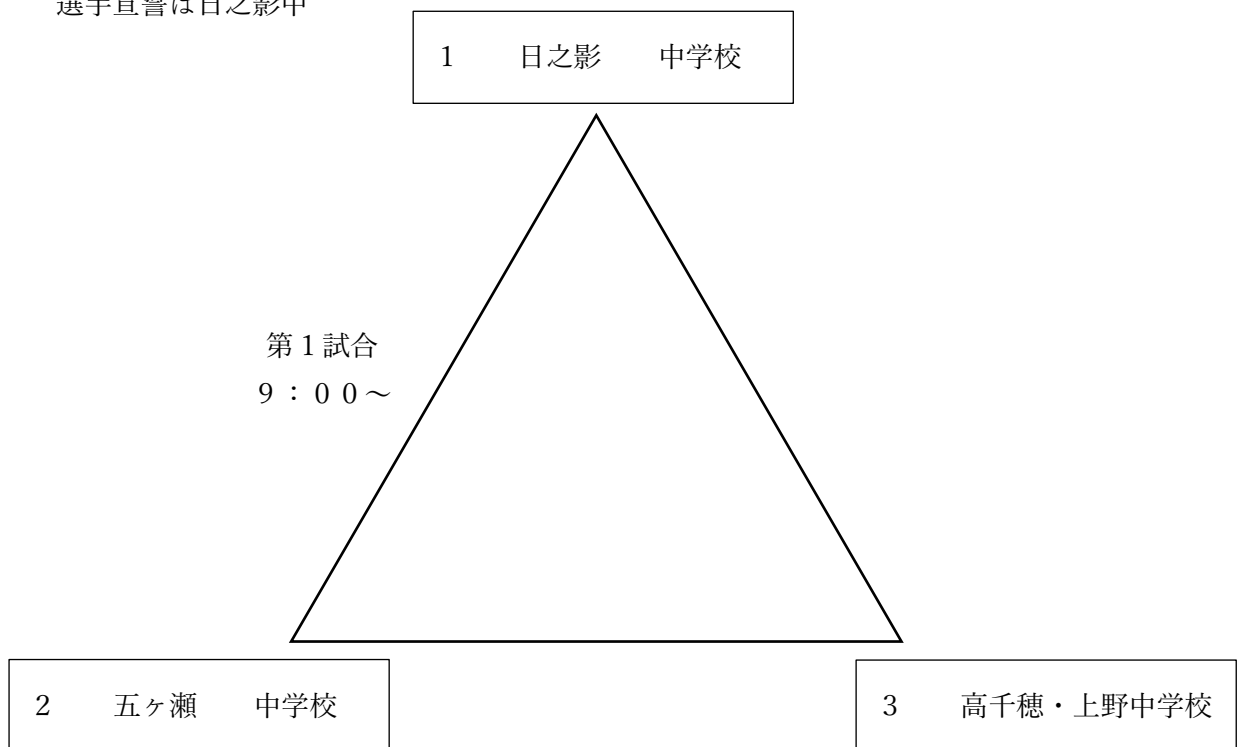 選手宣誓は日之影中
1　日之影　中学校
第１試合
９：００～
2　五ヶ瀬　中学校
3　高千穂・上野中学校